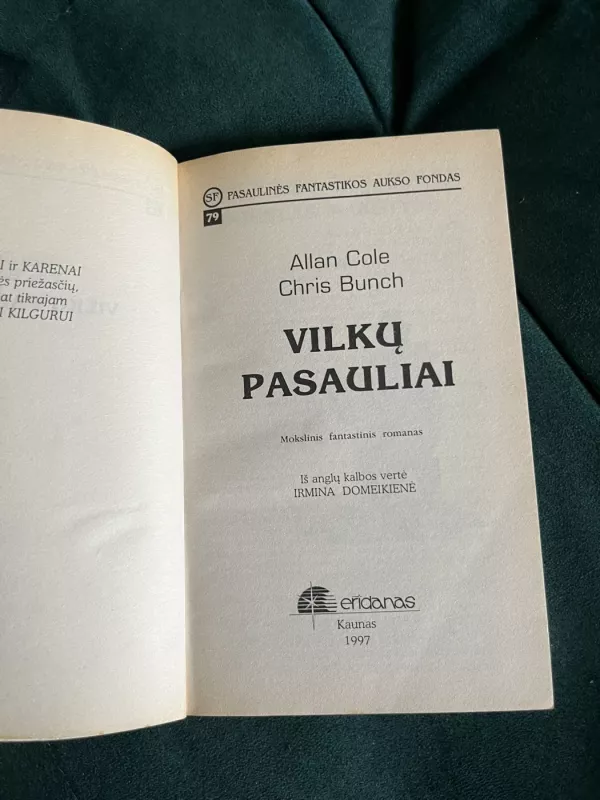 I ir KARENAI
ės priežasčių,
at tikrajam
I KILGURUI
SF PASAULINĖS FANTASTIKOS AUKSO FONDAS
79
Allan Cole
Chris Bunch
VILKŲ
PASAULIAI
Mokslinis fantastinis romanas
Iš anglų kalbos vertė
IRMINA DOMEIKIENĖ
eridanas
Kaunas
1997